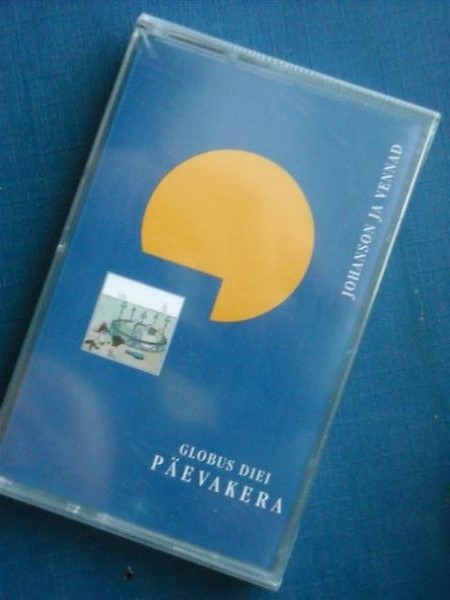 JOHANSON JA VENNAD
GLOBUS DIEI
PÄEVAKERA